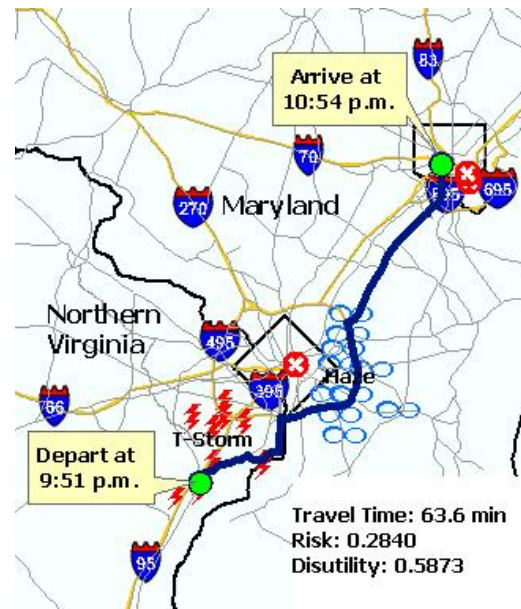 83
Arrive at
10:54 p.m.
70
695
270
Maryland
Northern
Virginia
495
395
Haze
66
T-Storm
Depart at
9:51 p.m.
95
Travel Time: 63.6 min
Risk: 0.2840
Disutility: 0.5873